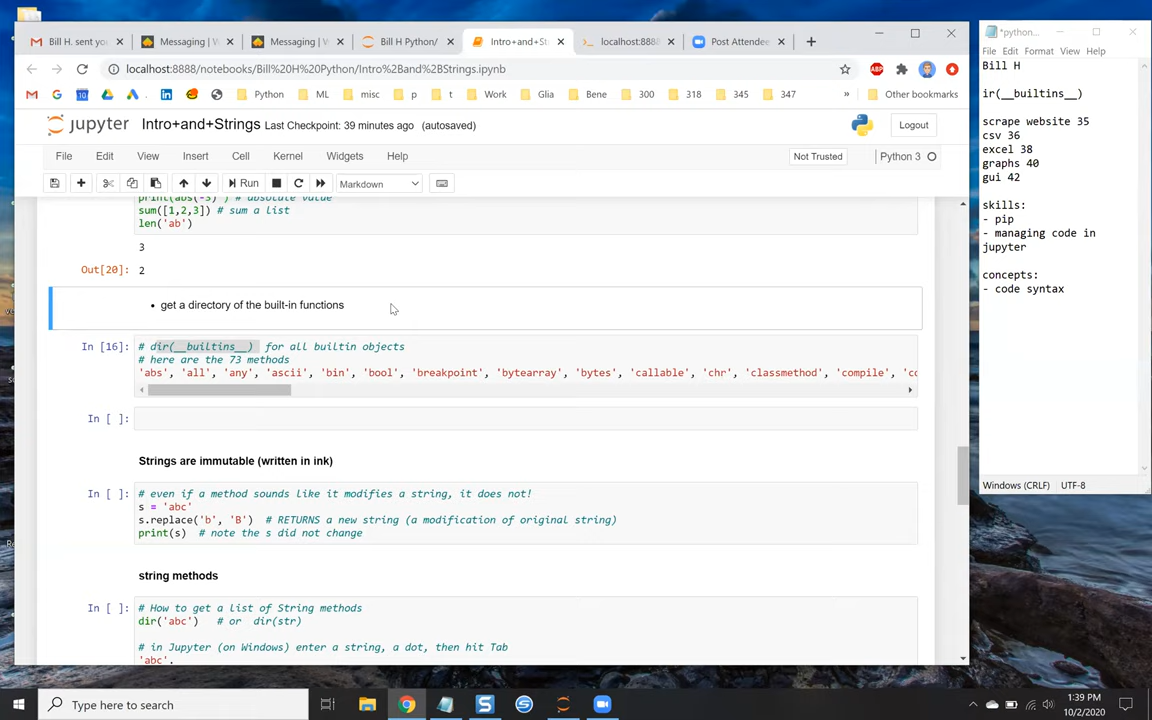 Bill H. sent you
Messaging | W
Messaging | W
Bill H Python/
Intro+and+St
localhost:8888
Post Attendee
localhost:8888/notebooks/Bill%20H%20Python/Intro%2Band%2BStrings.ipynb
Python
ML
misc
p
t
Work
Glia
Bene
300
318
345
347
»
Other bookmarks
jupyter
Intro+and+Strings Last Checkpoint: 39 minutes ago (autosaved)
Logout
File
Edit
View
Insert
Cell
Kernel
Widgets
Help
Not Trusted
Python 3
Run
Markdown
print(abs(-3) ) # absolute value
sum([1,2,3]) # sum a list
len('ab')
3
Out[20]: 2
• get a directory of the built-in functions
In [16]: # dir(__builtins__) for all builtin objects
# here are the 73 methods
'abs', 'all', 'any', 'ascii', 'bin', 'bool', 'breakpoint', 'bytearray', 'bytes', 'callable', 'chr', 'classmethod', 'compile', 'co
In [ ]:
Strings are immutable (written in ink)
In [ ]: # even if a method sounds like it modifies a string, it does not!
s = 'abc'
s.replace('b', 'B') # RETURNS a new string (a modification of original string)
print(s) # note the s did not change
string methods
In [ ]: # How to get a list of String methods
dir('abc') # or dir(str)
# in Jupyter (on Windows) enter a string, a dot, then hit Tab
'abc'.
*python...
File Edit Format View Help
Bill H
ir(__builtins__)
scrape website 35
csv 36
excel 38
graphs 40
gui 42
skills:
- pip
- managing code in
jupyter
concepts:
- code syntax
Windows (CRLF)
UTF-8
Type here to search
1:39 PM
10/2/2020